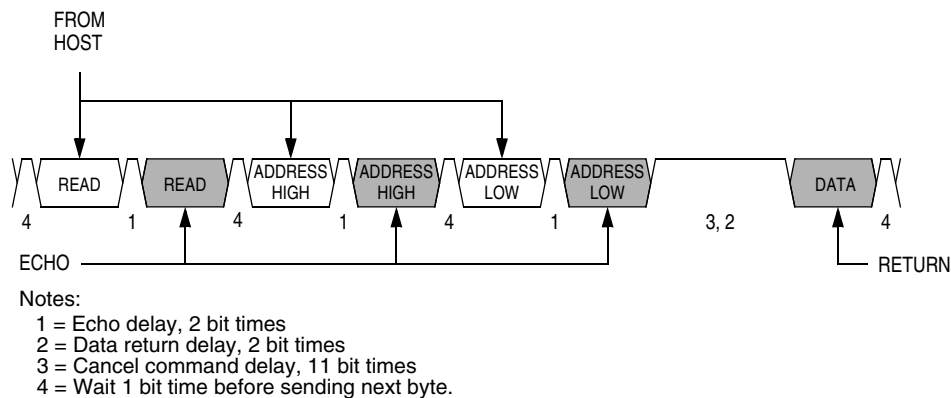 FROM
HOST
READ
READ
ADDRESS
HIGH
ADDRESS
HIGH
ADDRESS
LOW
ADDRESS
LOW
DATA
4
1
4
1
4
1
3, 2
4
ECHO
RETURN
Notes:
1 = Echo delay, 2 bit times
2 = Data return delay, 2 bit times
3 = Cancel command delay, 11 bit times
4 = Wait 1 bit time before sending next byte.